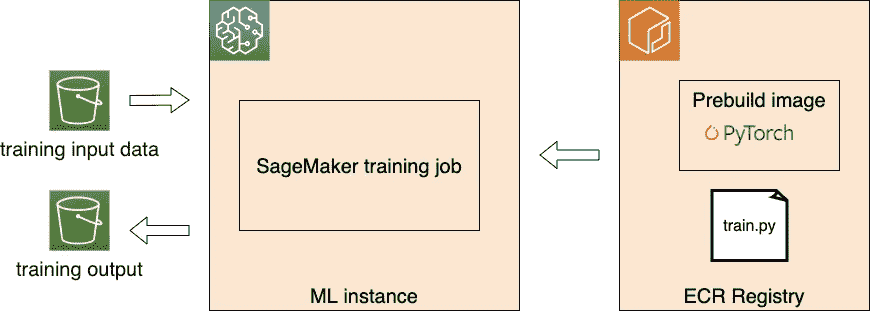 training input data
training output
SageMaker training job
ML instance
Prebuild image
PyTorch
train.py
ECR Registry